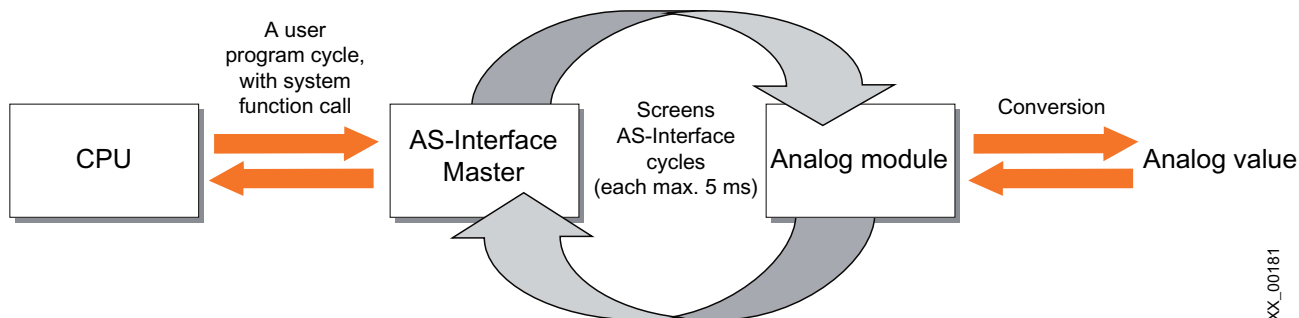 A user
program cycle,
with system
function call
CPU
AS-Interface
Master
Screens
AS-Interface
cycles
(each max. 5 ms)
Analog module
Conversion
Analog value
XX_00181